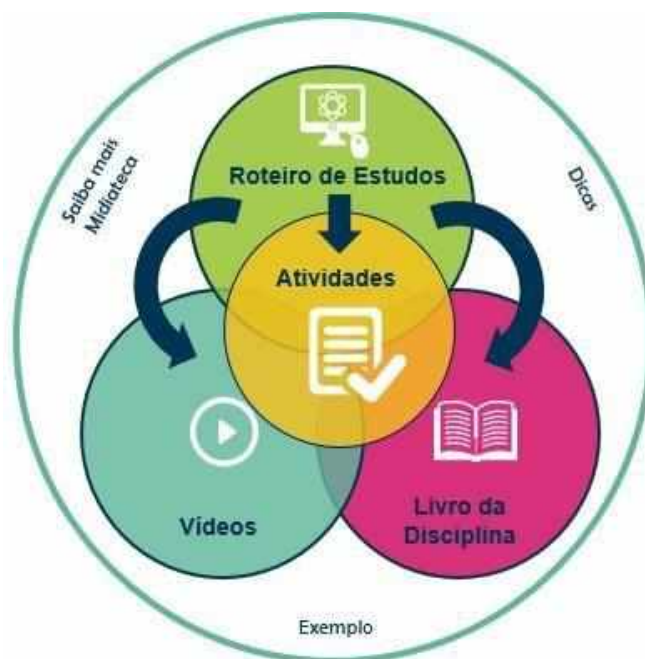 Saiba mais
Midiateca
Dicas
Roteiro de Estudos
Atividades
Vídeos
Livro da
Disciplina
Exemplo